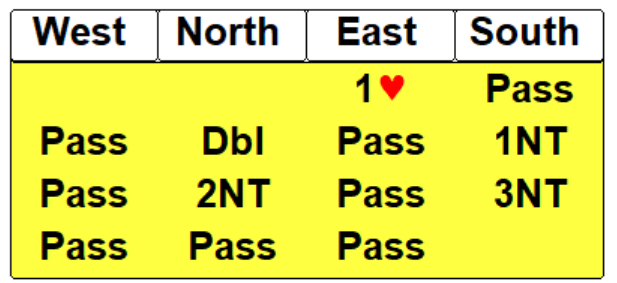 West North East South
1♥ Pass
Pass Dbl Pass 1NT
Pass 2NT Pass 3NT
Pass Pass Pass